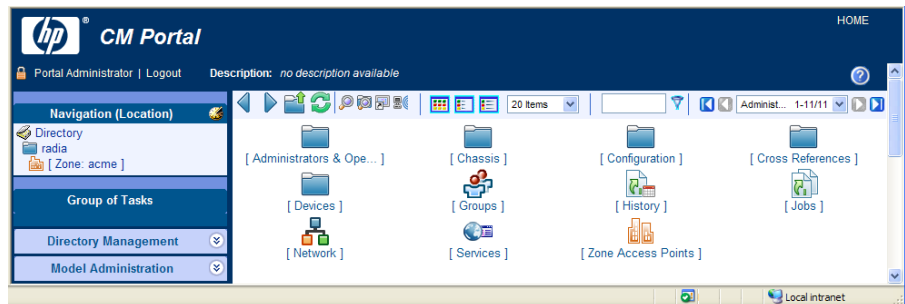 HOME
hp ® CM Portal
Portal Administrator | Logout Description: no description available
Navigation (Location) 20 Items Administ... 1-11/11
Directory
radia
[ Zone: acme ]
[ Administrators & Ope... ] [ Chassis ] [ Configuration ] [ Cross References ]
Group of Tasks
[ Devices ] [ Groups ] [ History ] [ Jobs ]
Directory Management
[ Network ] [ Services ] [ Zone Access Points ]
Model Administration
Local intranet